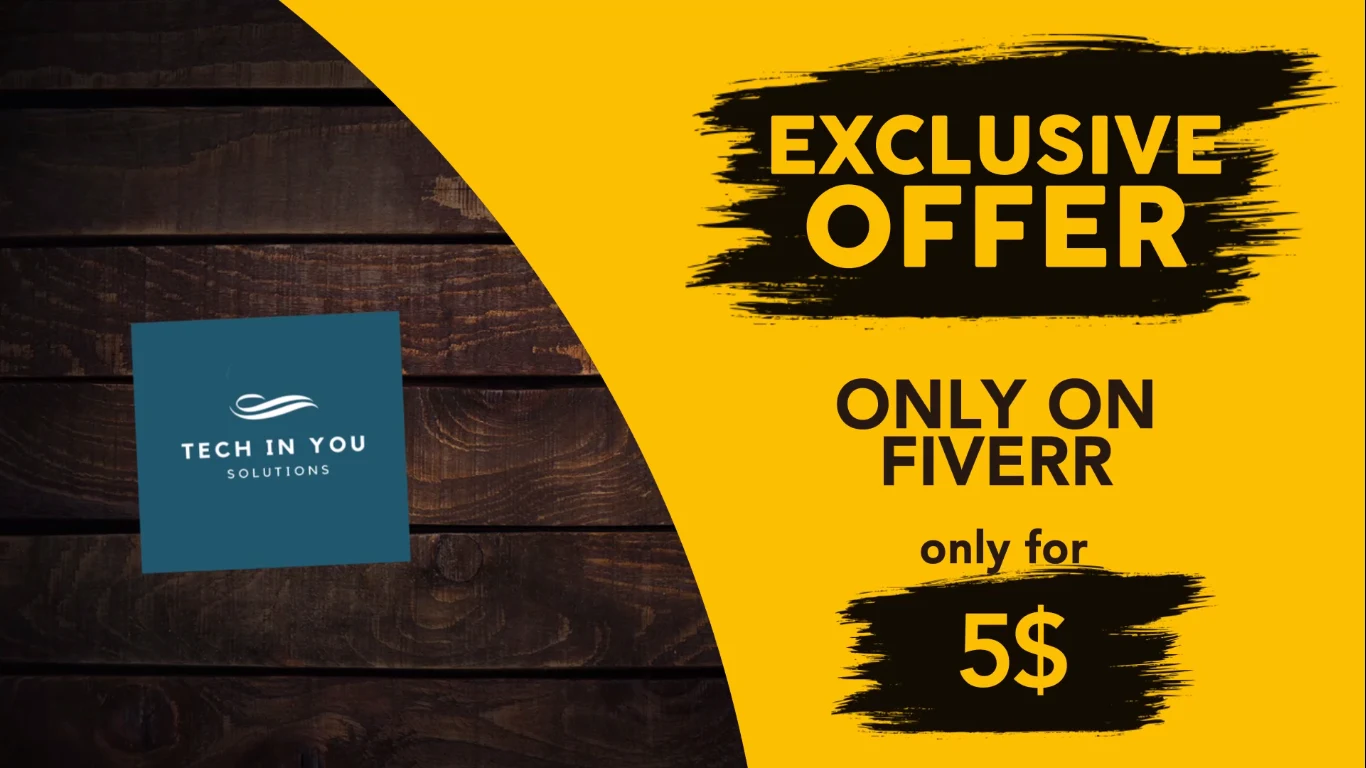 EXCLUSIVE
OFFER
TECH IN YOU
SOLUTIONS
ONLY ON
FIVERR
only for
5$